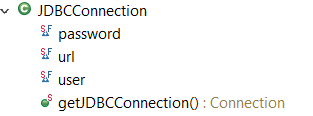 JDBCConnection
password
url
user
getJDBCConnection() : Connection